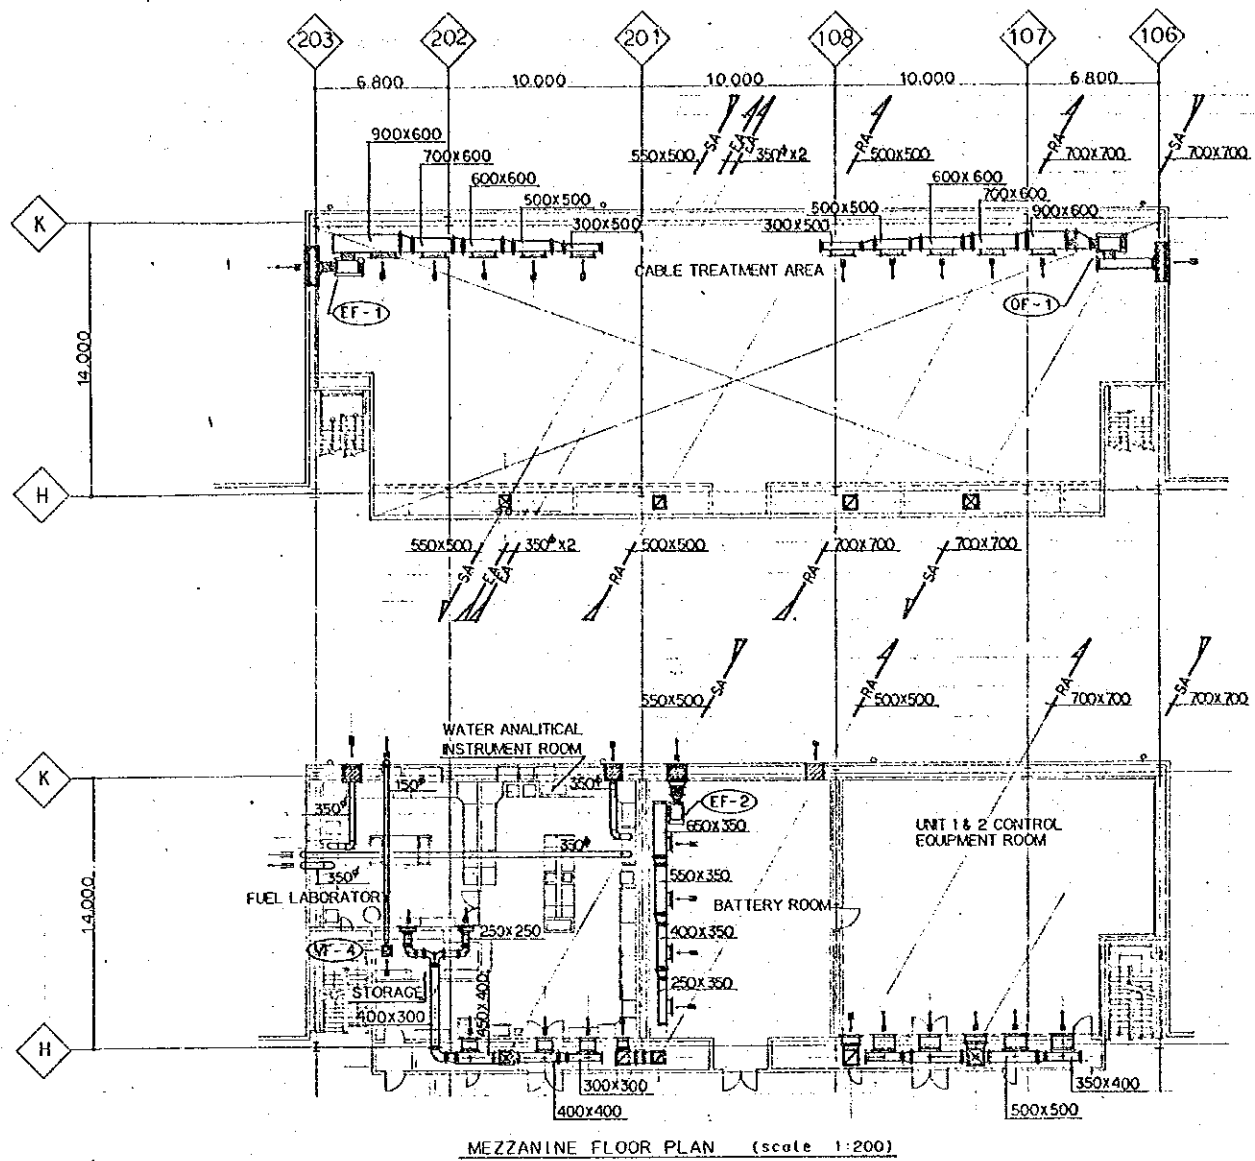 203
202
201
108
107
106
6.800
10.000
10.000
10.000
6.800
SA
EA
EA
RA
RA
SA
550X500
350ᶲX2
500X500
700X700
700X700
900X600
700X600
600X600
500X500
300X500
600X600
700X600
500X500
900X600
300X500
K
CABLE TREATMENT AREA
EF-1
OF-1
14.000
H
550X500
350ᶲX2
500X500
700X700
700X700
SA
EA
EA
RA
RA
SA
SA
RA
RA
SA
550X500
500X500
700X700
700X700
WATER ANALITICAL
INSTRUMENT ROOM
K
350ᶲ
150ᶲ
350ᶲ
EF-2
650X350
UNIT 1 & 2 CONTROL
EQUIPMENT ROOM
350ᶲ
350ᶲ
550X350
FUEL LABORATORY
BATTERY ROOM
14.000
250X250
400X350
VF-4
250X350
STORAGE
400X300
450X400
H
300X300
350X400
400X400
500X500
MEZZANINE FLOOR PLAN (scale 1:200)